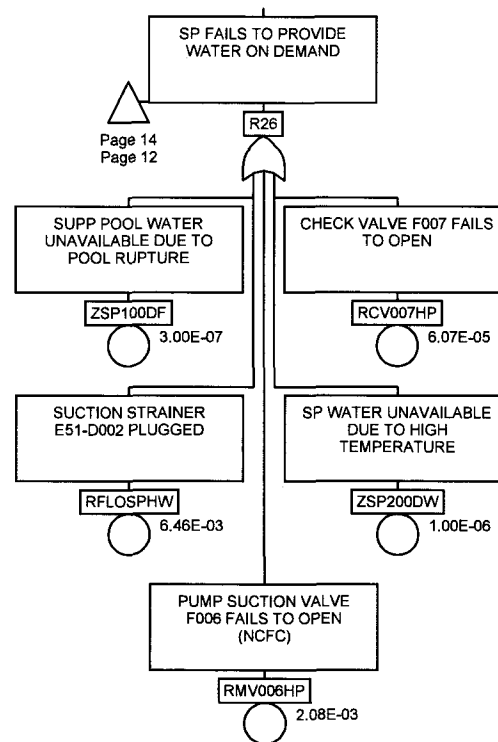 SP FAILS TO PROVIDE
WATER ON DEMAND
Page 14
Page 12
R26
SUPP POOL WATER
UNAVAILABLE DUE TO
POOL RUPTURE
ZSP100DF
3.00E-07
CHECK VALVE F007 FAILS
TO OPEN
RCV007HP
6.07E-05
SUCTION STRAINER
E51-D002 PLUGGED
RFLOSPHW
6.46E-03
SP WATER UNAVAILABLE
DUE TO HIGH
TEMPERATURE
ZSP200DW
1.00E-06
PUMP SUCTION VALVE
F006 FAILS TO OPEN
(NCFC)
RMV006HP
2.08E-03